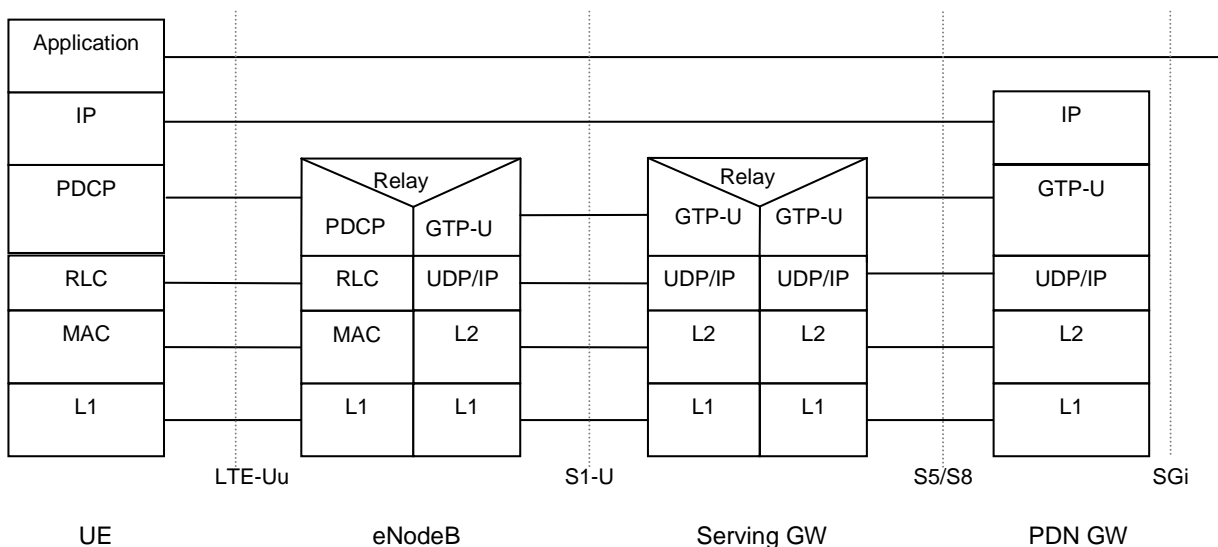 Application
IP
IP
PDCP
Relay
Relay
GTP-U
PDCP
GTP-U
GTP-U
GTP-U
RLC
RLC
UDP/IP
UDP/IP
UDP/IP
UDP/IP
MAC
MAC
L2
L2
L2
L2
L1
L1
L1
L1
L1
L1
LTE-Uu
S1-U
S5/S8
SGi
UE
eNodeB
Serving GW
PDN GW